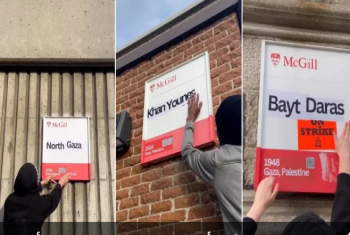 McGill
North Gaza
McGill
Khan Younes
McGill
Bayt Daras
ON
STRIKE
1948
Gaza, Palestine